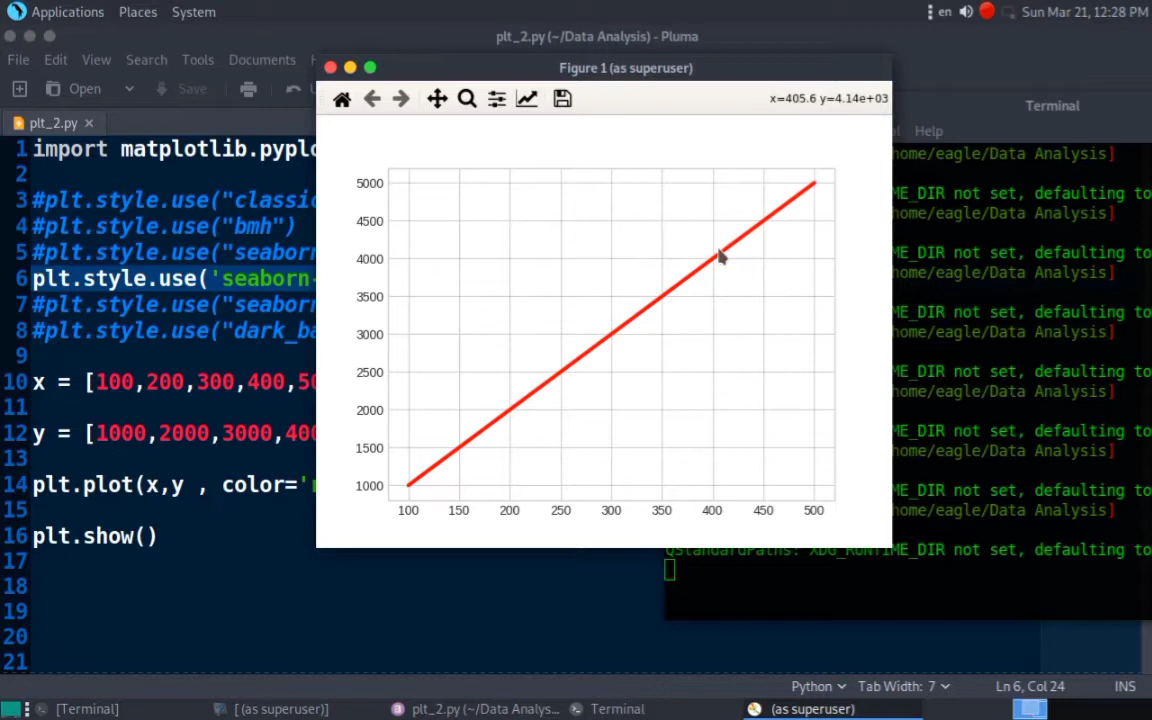 Applications Places System
en Sun Mar 21, 12:28 PM
plt_2.py (~/Data Analysis) - Pluma
File Edit View Search Tools Documents
Open Save
plt_2.py
Figure 1 (as superuser)
x=405.6 y=4.14e+03
Terminal
Help
1 import matplotlib.pyplo
2
3 #plt.style.use("classic
4 #plt.style.use("bmh")
5 #plt.style.use("seaborn
6 plt.style.use('seaborn-
7 #plt.style.use("seaborn
8 #plt.style.use("dark_ba
9
10 x = [100,200,300,400,50
11
12 y = [1000,2000,3000,400
13
14 plt.plot(x,y , color='r
15
16 plt.show()
17
18
19
20
21
5000
4500
4000
3500
3000
2500
2000
1500
1000
100 150 200 250 300 350 400 450 500
home/eagle/Data Analysis]
ME_DIR not set, defaulting to
home/eagle/Data Analysis]
ME_DIR not set, defaulting to
home/eagle/Data Analysis]
ME_DIR not set, defaulting to
home/eagle/Data Analysis]
ME_DIR not set, defaulting to
home/eagle/Data Analysis]
ME_DIR not set, defaulting to
home/eagle/Data Analysis]
ME_DIR not set, defaulting to
home/eagle/Data Analysis]
QStandardPaths: XDG_RUNTIME_DIR not set, defaulting to
Python Tab Width: 7 Ln 6, Col 24 INS
[Terminal] [ (as superuser)] plt_2.py (~/Data Analys... Terminal (as superuser)